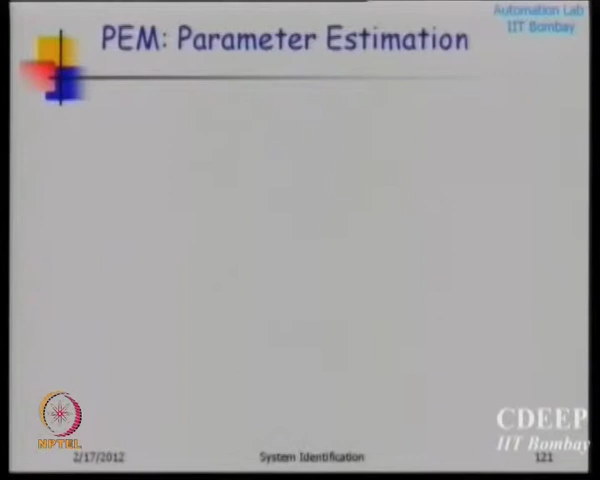 Automation Lab
IIT Bombay
PEM: Parameter Estimation
NPTEL
CDEEP
IIT Bombay
2/17/2012
System Identification
121